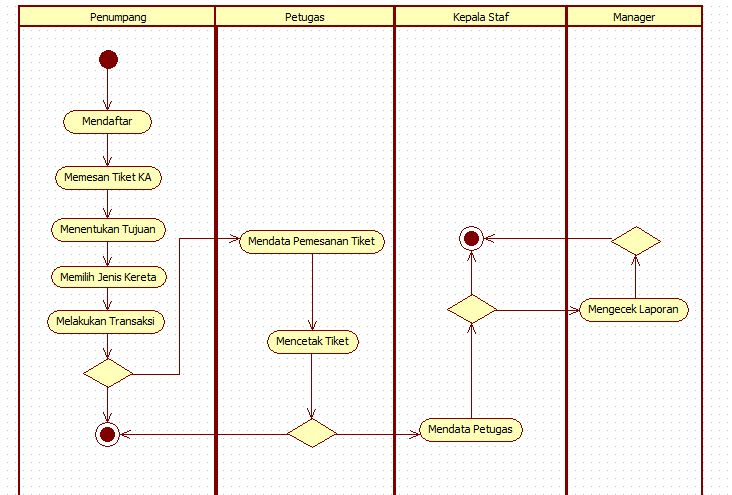 Penumpang
Petugas
Kepala Staf
Manager
Mendaftar
Memesan Tiket KA
Menentukan Tujuan
Memilih Jenis Kereta
Melakukan Transaksi
Mendata Pemesanan Tiket
Mencetak Tiket
Mendata Petugas
Mengecek Laporan